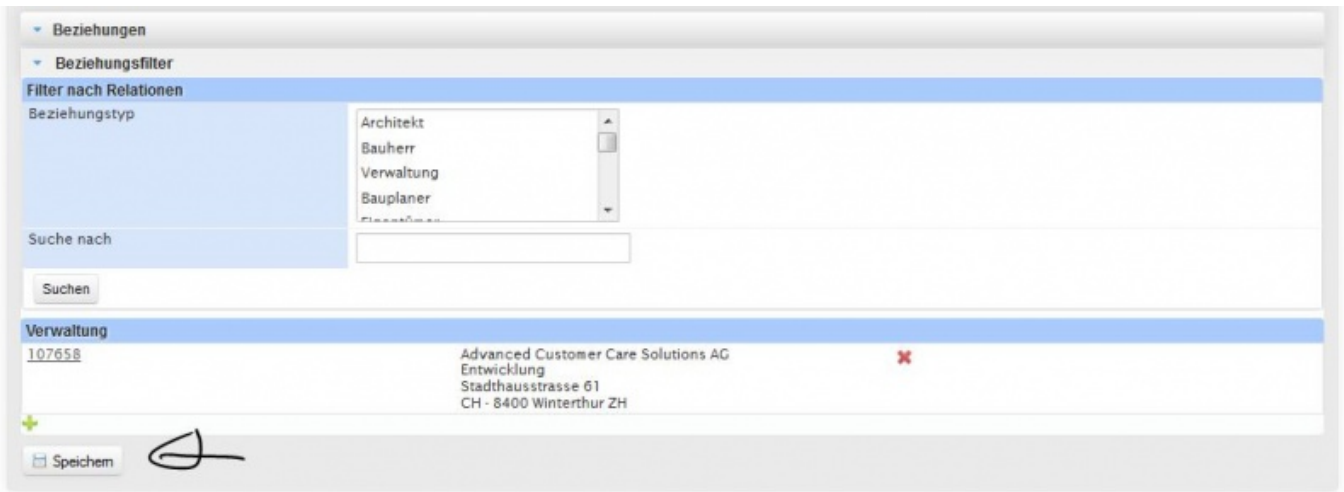 Beziehungen
Beziehungsfilter
Filter nach Relationen
Beziehungstyp
Architekt
Bauherr
Verwaltung
Bauplaner
Suche nach
Suchen
Verwaltung
107658
Advanced Customer Care Solutions AG
Entwicklung
Stadthausstrasse 61
CH - 8400 Winterthur ZH
Speichern